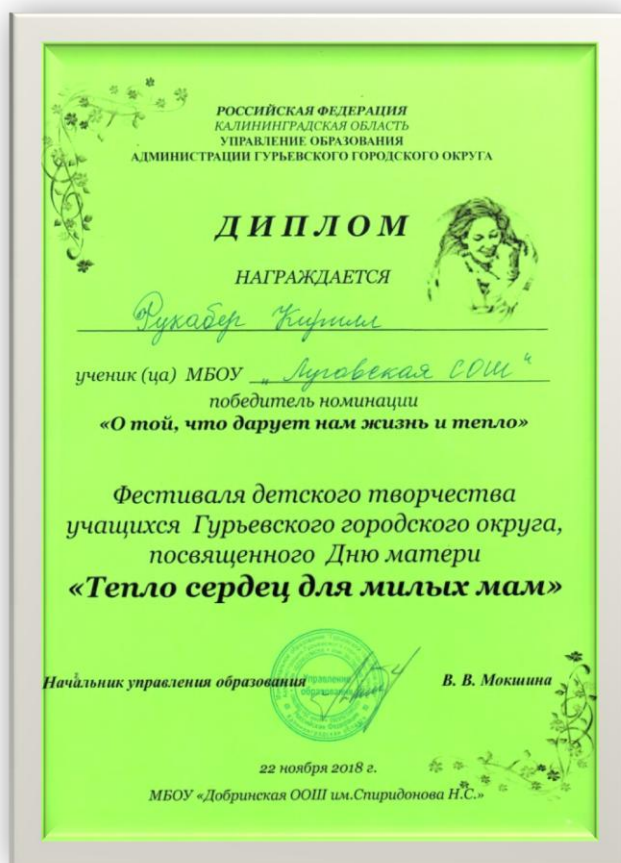 РОССИЙСКАЯ ФЕДЕРАЦИЯ
КАЛИНИНГРАДСКАЯ ОБЛАСТЬ
УПРАВЛЕНИЕ ОБРАЗОВАНИЯ
АДМИНИСТРАЦИИ ГУРЬЕВСКОГО ГОРОДСКОГО ОКРУГА
ДИПЛОМ
НАГРАЖДАЕТСЯ
Рукабер Кирилл
ученик (ца) МБОУ „Луговская СОШ"
победитель номинации
«О той, что дарует нам жизнь и тепло»
Фестиваля детского творчества
учащихся Гурьевского городского округа,
посвященного Дню матери
«Тепло сердец для милых мам»
Начальник управления образования В. В. Мокшина
Управление
образования
22 ноября 2018 г.
МБОУ «Добринская ООШ им.Спиридонова Н.С.»